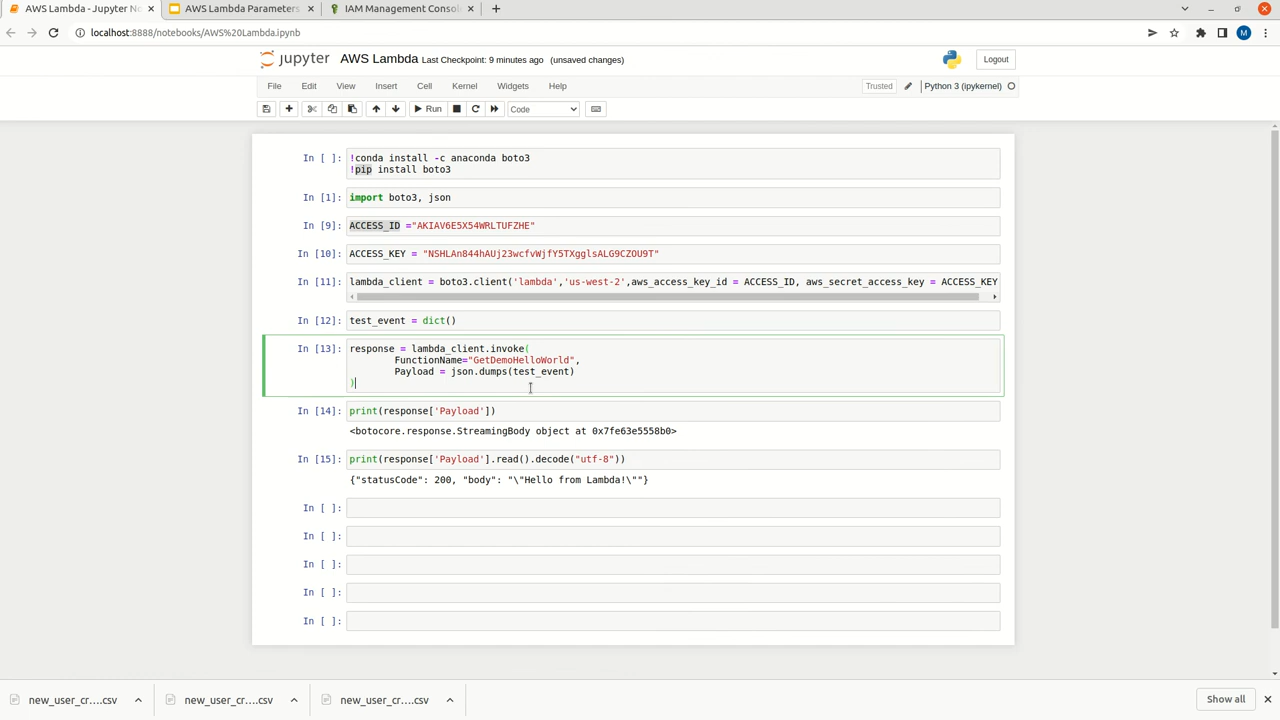 AWS Lambda - Jupyter No
AWS Lambda Parameters
IAM Management Consol
localhost:8888/notebooks/AWS%20Lambda.ipynb
M
jupyter AWS Lambda Last Checkpoint: 9 minutes ago (unsaved changes)
Logout
File Edit View Insert Cell Kernel Widgets Help
Trusted Python 3 (ipykernel)
Run Code
In [ ]: !conda install -c anaconda boto3
!pip install boto3
In [1]: import boto3, json
In [9]: ACCESS_ID ="AKIAV6E5X54WRLTUFZHE"
In [10]: ACCESS_KEY = "NSHLAn844hAUj23wcfvWjfY5TXgglsALG9CZOU9T"
In [11]: lambda_client = boto3.client('lambda','us-west-2',aws_access_key_id = ACCESS_ID, aws_secret_access_key = ACCESS_KEY
In [12]: test_event = dict()
In [13]: response = lambda_client.invoke(
FunctionName="GetDemoHelloWorld",
Payload = json.dumps(test_event)
)
In [14]: print(response['Payload'])
<botocore.response.StreamingBody object at 0x7fe63e5558b0>
In [15]: print(response['Payload'].read().decode("utf-8"))
{"statusCode": 200, "body": "\"Hello from Lambda!\""}
In [ ]:
In [ ]:
In [ ]:
In [ ]:
In [ ]:
new_user_cr....csv
new_user_cr....csv
new_user_cr....csv
Show all